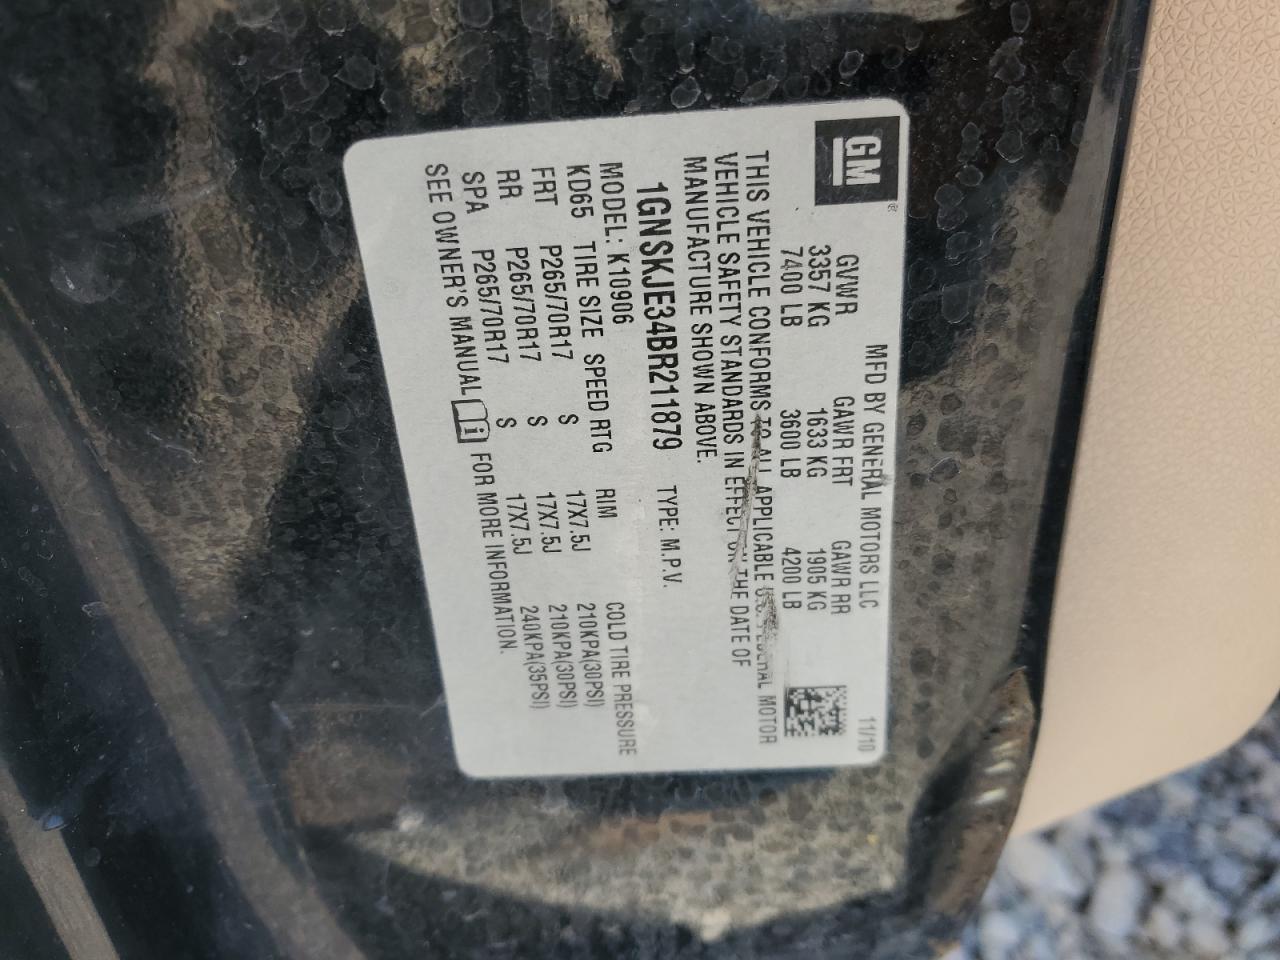 GM
®
MFD BY GENERAL MOTORS LLC 11/10
GVWR GAWR FRT GAWR RR
3357 KG 1633 KG 1905 KG
7400 LB 3600 LB 4200 LB
THIS VEHICLE CONFORMS TO ALL APPLICABLE U.S. FEDERAL MOTOR
VEHICLE SAFETY STANDARDS IN EFFECT ON THE DATE OF
MANUFACTURE SHOWN ABOVE.
1GNSKJE34BR211879 TYPE: M.P.V.
MODEL: K10906
KD65 TIRE SIZE SPEED RTG RIM COLD TIRE PRESSURE
FRT P265/70R17 S 17X7.5J 210KPA(30PSI)
RR P265/70R17 S 17X7.5J 210KPA(30PSI)
SPA P265/70R17 S 17X7.5J 240KPA(35PSI)
SEE OWNER'S MANUAL i FOR MORE INFORMATION.